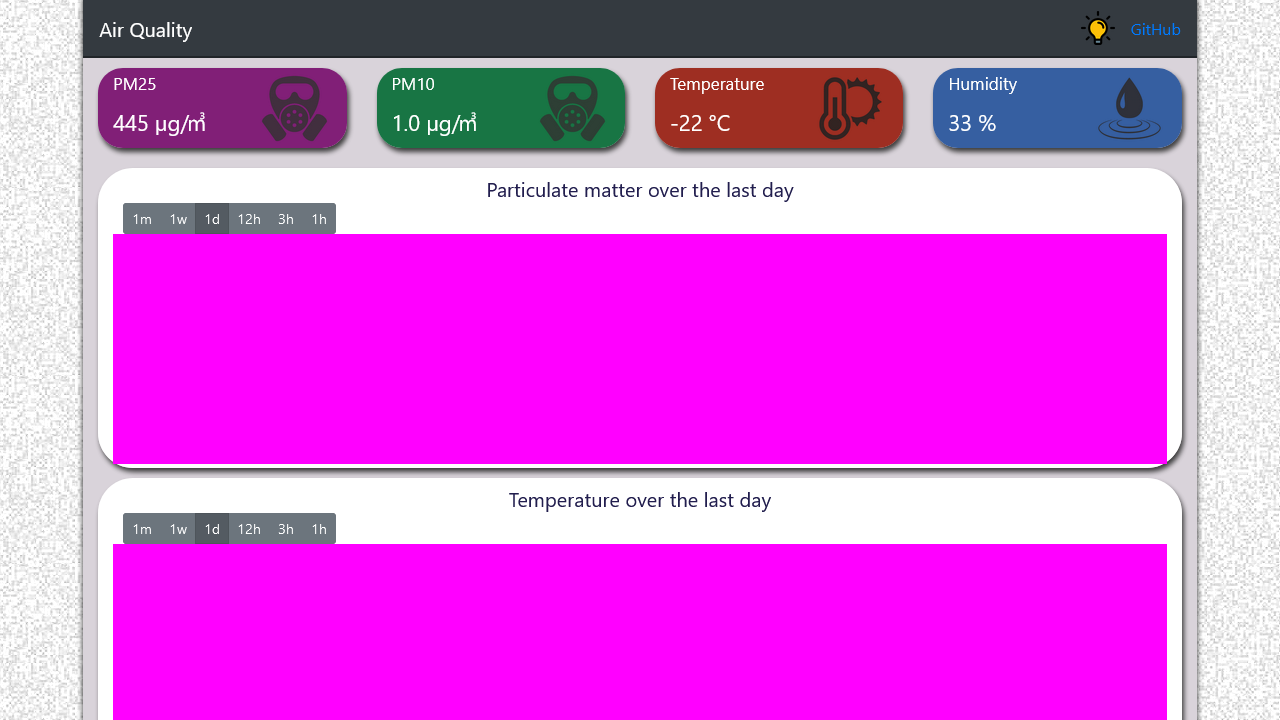 Air Quality
GitHub
PM25
445 µg/㎥
PM10
1.0 µg/㎥
Temperature
-22 °C
Humidity
33 %
Particulate matter over the last day
1m 1w 1d 12h 3h 1h
Temperature over the last day
1m 1w 1d 12h 3h 1h